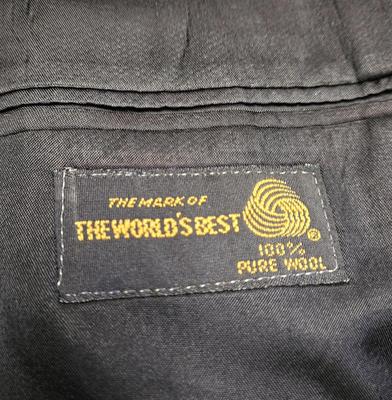 THE MARK OF
THE WORLD'S BEST
®
100%
PURE WOOL